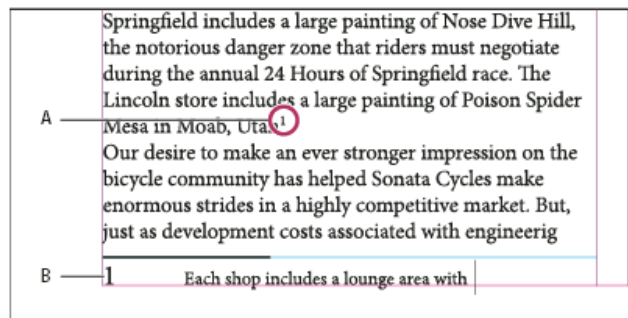 Springfield includes a large painting of Nose Dive Hill,
the notorious danger zone that riders must negotiate
during the annual 24 Hours of Springfield race. The
Lincoln store includes a large painting of Poison Spider
A
Mesa in Moab, Utah¹
Our desire to make an ever stronger impression on the
bicycle community has helped Sonata Cycles make
enormous strides in a highly competitive market. But,
just as development costs associated with engineerig
B
1 Each shop includes a lounge area with